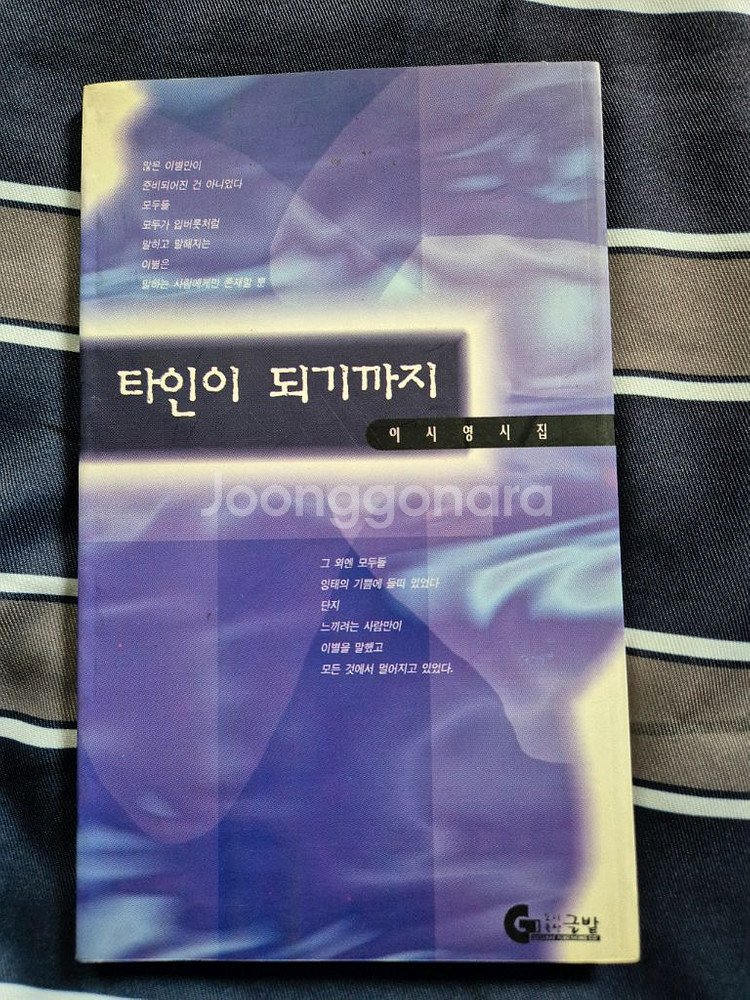 많은 이별만이
준비되어진 건 아니었다
모두들
모두가 입버릇처럼
말하고 말해지는
이별은
말하는 사람에게만 존재할 뿐
타인이 되기까지
이 시 영 시 집
Joonggonara
그 외엔 모두들
잉태의 기쁨에 들떠 있었다
단지
느끼려는 사람만이
이별을 말했고
모든 것에서 멀어지고 있었다.
글밭